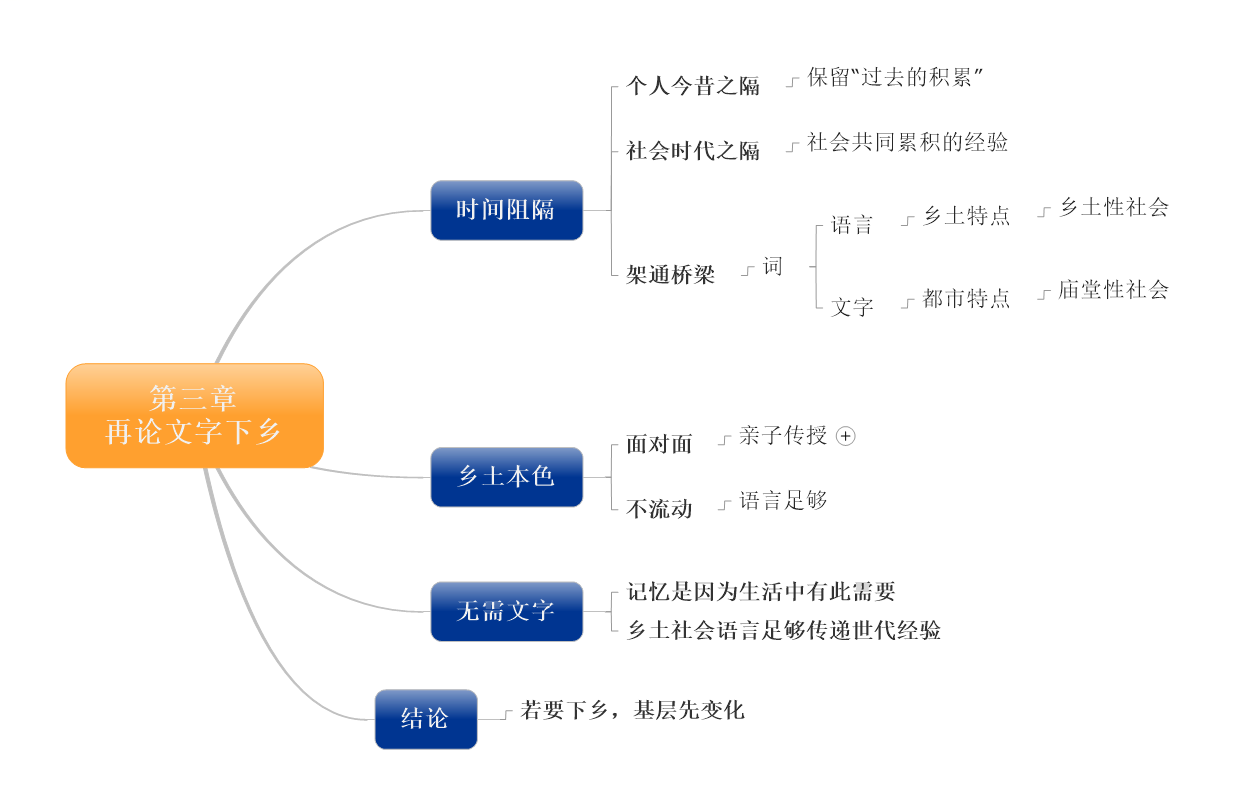 第三章
再论文字下乡
时间阻隔
个人今昔之隔
保留“过去的积累”
社会时代之隔
社会共同累积的经验
架通桥梁
词
语言
乡土特点
乡土性社会
文字
都市特点
庙堂性社会
乡土本色
面对面
亲子传授
不流动
语言足够
无需文字
记忆是因为生活中有此需要
乡土社会语言足够传递世代经验
结论
若要下乡，基层先变化